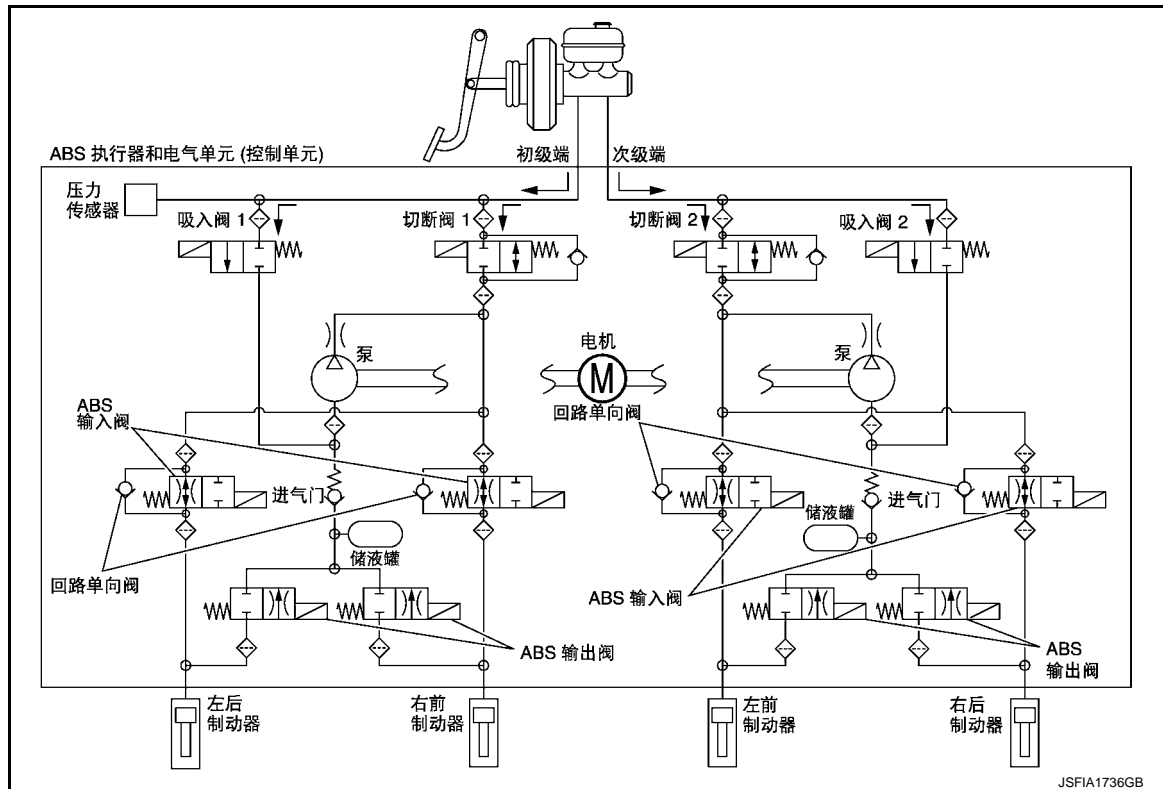 ABS 执行器和电气单元 (控制单元)
初级端
次级端
压力
传感器
吸入阀 1
切断阀 1
切断阀 2
吸入阀 2
泵
电机
M
泵
ABS
输入阀
回路单向阀
进气门
进气门
储液罐
储液罐
回路单向阀
ABS 输入阀
ABS 输出阀
ABS
输出阀
左后
制动器
右前
制动器
左前
制动器
右后
制动器
JSFIA1736GB